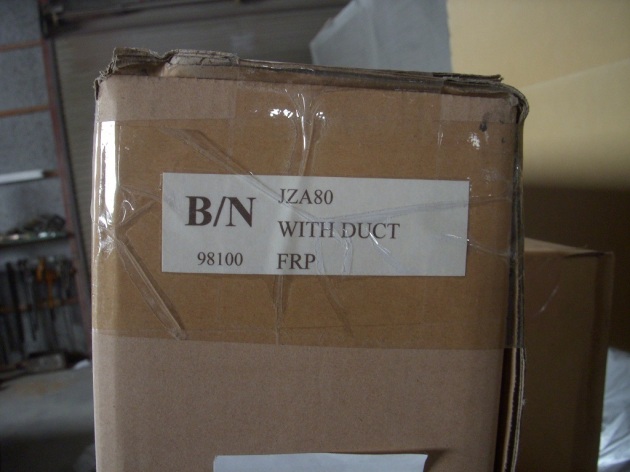 B/N JZA80
WITH DUCT
98100 FRP